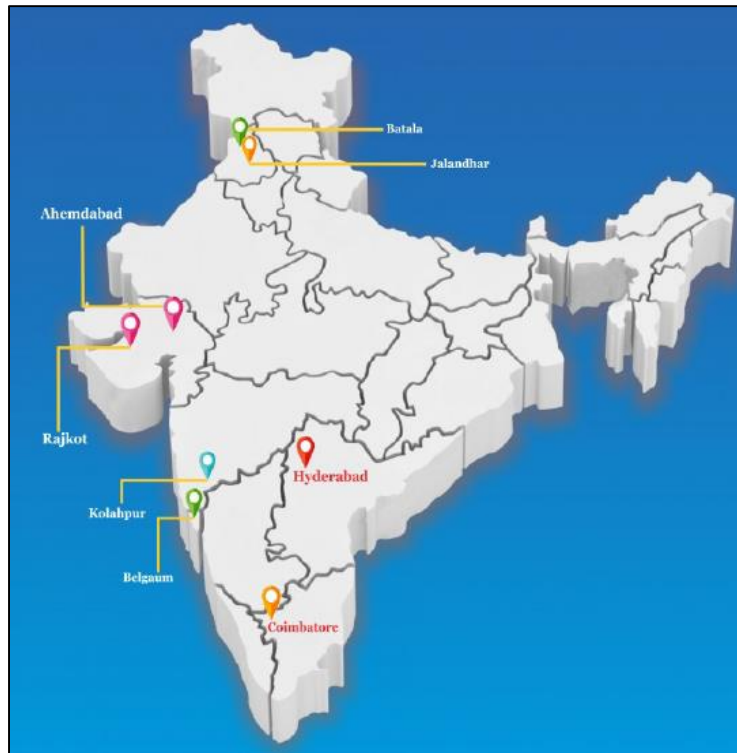 Batala
Jalandhar
Ahemdabad
Rajkot
Hyderabad
Kolahpur
Belgaum
Coimbatore